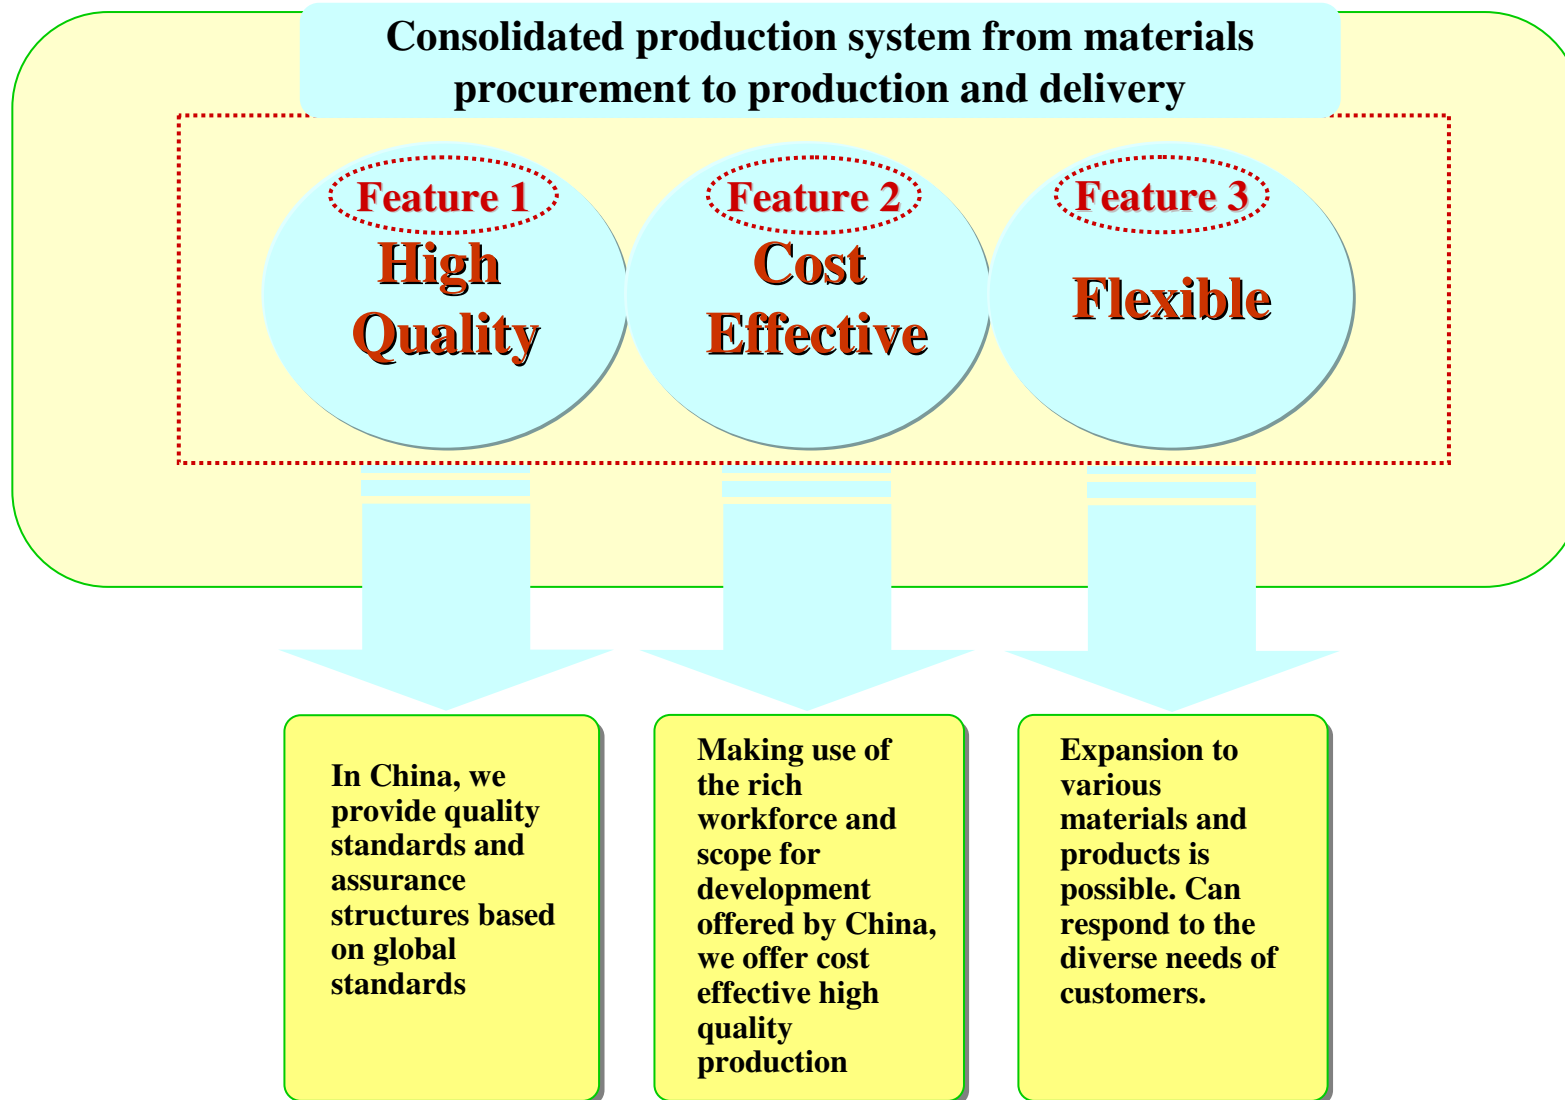 Consolidated production system from materials
procurement to production and delivery
Feature 1
High
Quality
Feature 2
Cost
Effective
Feature 3
Flexible
In China, we
provide quality
standards and
assurance
structures based
on global
standards
Making use of
the rich
workforce and
scope for
development
offered by China,
we offer cost
effective high
quality
production
Expansion to
various
materials and
products is
possible. Can
respond to the
diverse needs of
customers.